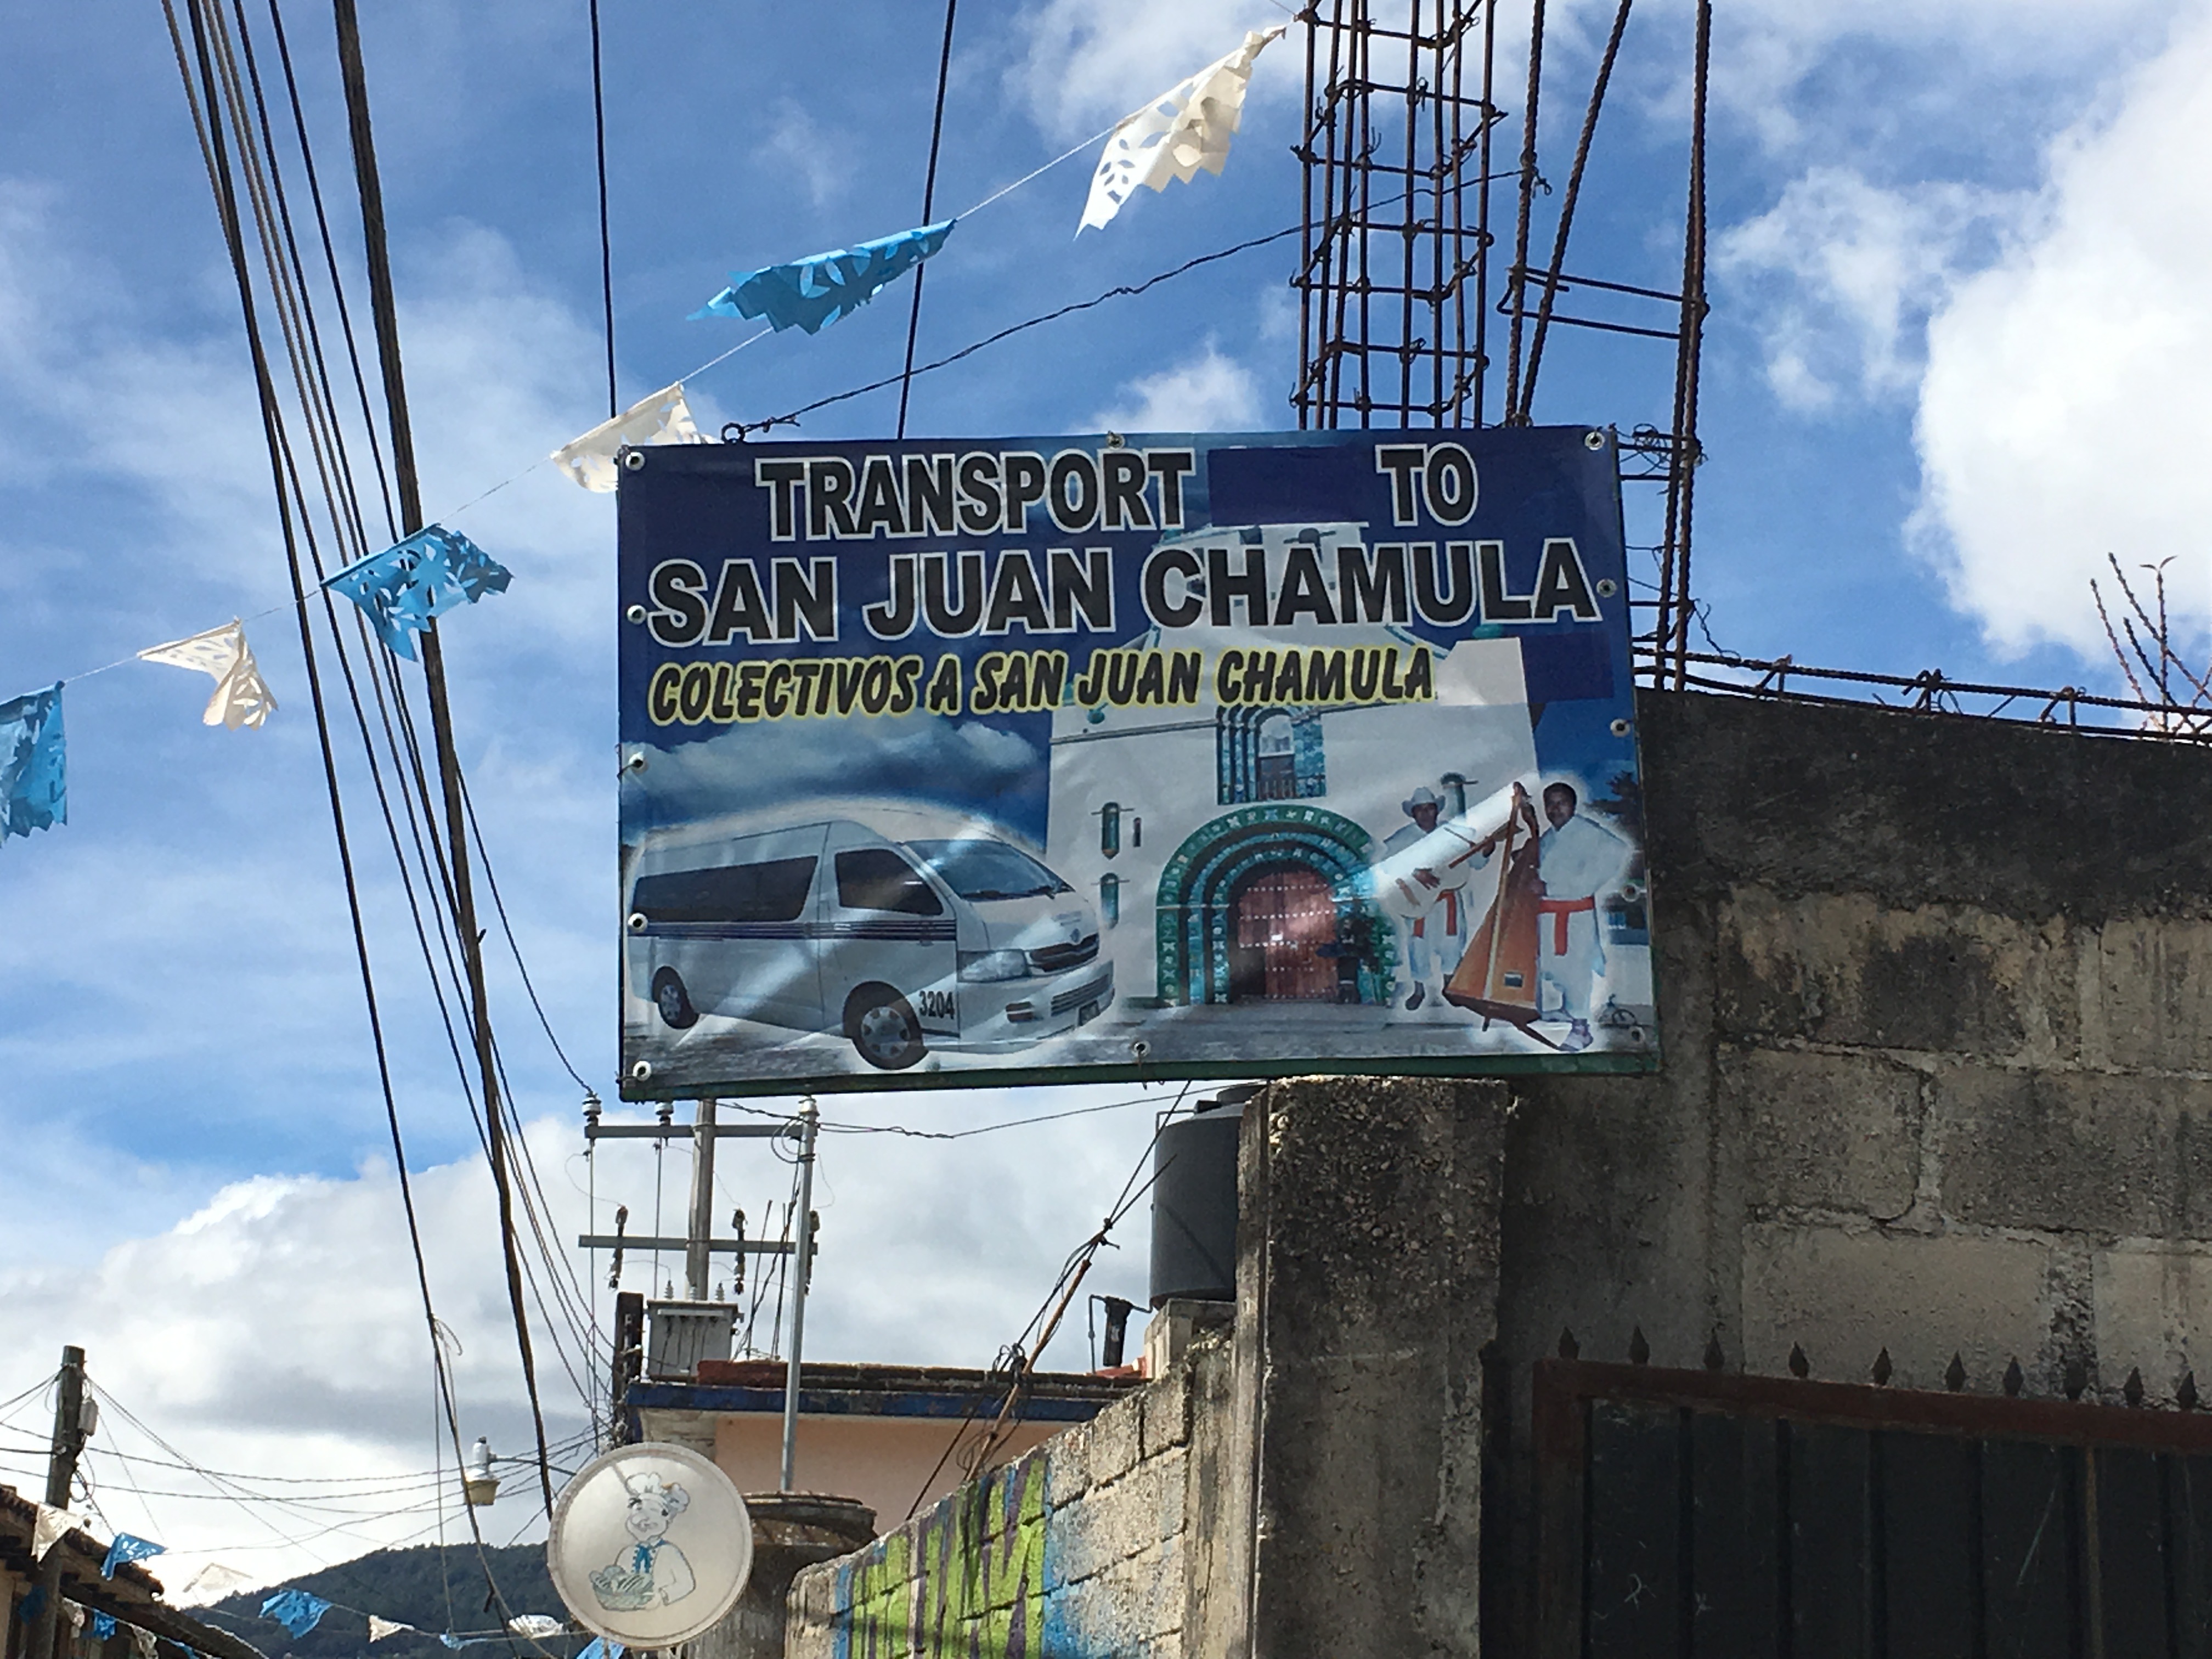 TRANSPORT TO
SAN JUAN CHAMULA
COLECTIVOS A SAN JUAN CHAMULA
3204